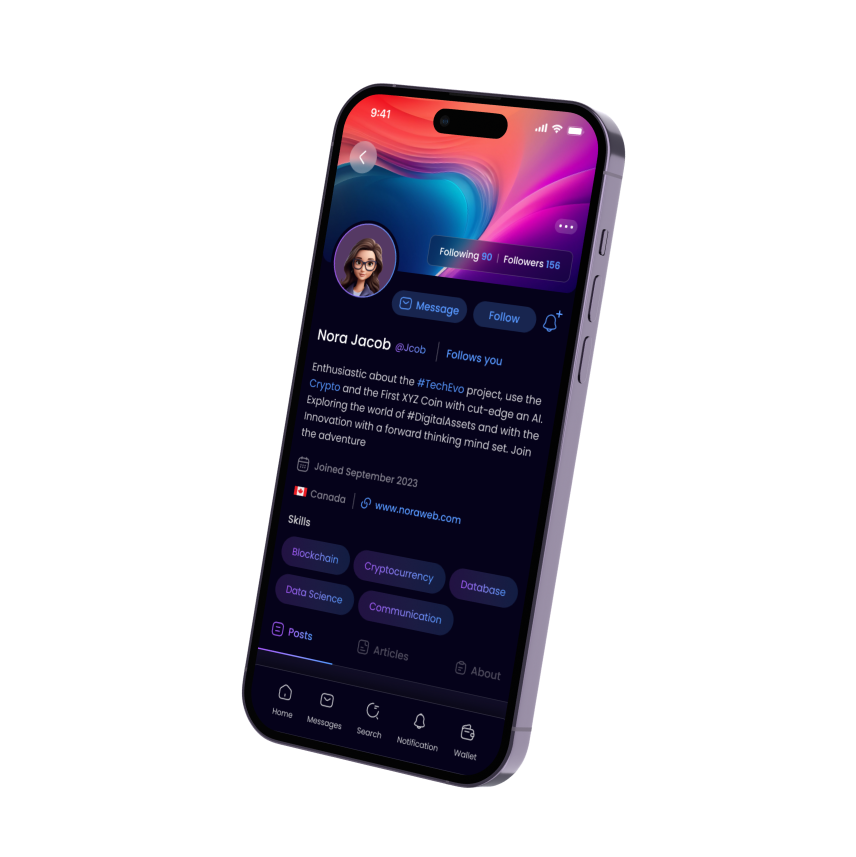 9:41
Following 90 | Followers 156
Message
Follow
Nora Jacob @Jcob | Follows you
Enthusiastic about the #TechEvo project, use the
Crypto and the First XYZ Coin with cut-edge an AI.
Exploring the world of #DigitalAssets and with the
Innovation with a forward thinking mind set. Join
the adventure
Joined September 2023
Canada | www.noraweb.com
Skills
Blockchain
Cryptocurrency
Database
Data Science
Communication
Posts
Articles
About
Home
Messages
Search
Notification
Wallet